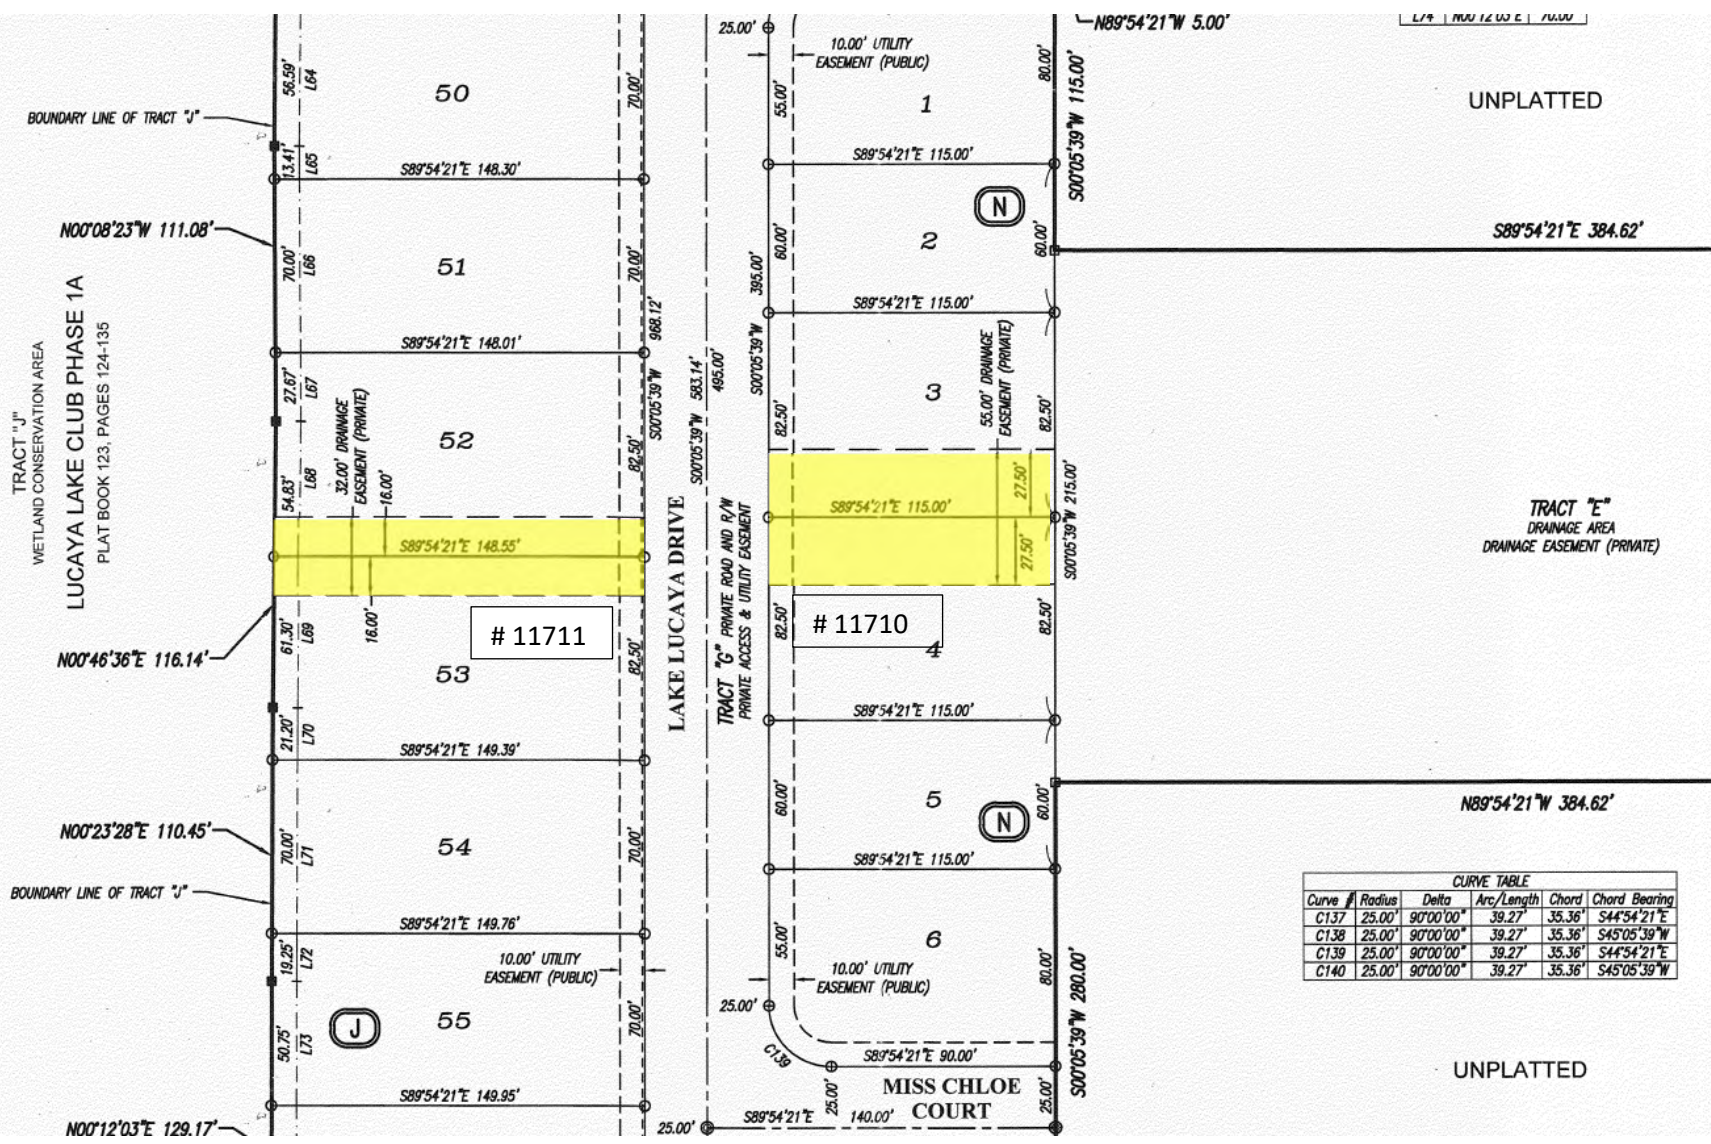 25.00'
N89°54'21"W 5.00'
L74 N00°12'03"E 70.00'
10.00' UTILITY
EASEMENT (PUBLIC)
56.59'
L64
50
70.00'
55.00'
1
80.00'
S00°05'39"W 115.00'
UNPLATTED
BOUNDARY LINE OF TRACT "J"
13.41'
L65
S89°54'21"E 148.30'
S89°54'21"E 115.00'
N
N00°08'23"W 111.08'
70.00'
L66
51
70.00'
60.00'
2
60.00'
S89°54'21"E 384.62'
395.00'
S00°05'39"W
S89°54'21"E 115.00'
968.12'
S00°05'39"W
S89°54'21"E 148.01'
TRACT "J"
WETLAND CONSERVATION AREA
LUCAYA LAKE CLUB PHASE 1A
PLAT BOOK 123, PAGES 124-135
27.67'
L67
32.00' DRAINAGE
EASEMENT (PRIVATE)
52
82.50'
S00°05'39"W 583.14'
495.00'
82.50'
3
55.00' DRAINAGE
EASEMENT (PRIVATE)
82.50'
54.83'
L68
16.00'
27.50'
S89°54'21"E 115.00'
S00°05'39"W 215.00'
TRACT "E"
DRAINAGE AREA
DRAINAGE EASEMENT (PRIVATE)
S89°54'21"E 148.55'
27.50'
16.00'
LAKE LUCAYA DRIVE
TRACT "G" PRIVATE ROAD AND R/W
PRIVATE ACCESS & UTILITY EASEMENT
61.30'
L69
# 11711
82.50'
82.50'
# 11710
4
82.50'
N00°46'36"E 116.14'
53
21.20'
L70
S89°54'21"E 149.39'
S89°54'21"E 115.00'
N00°23'28"E 110.45'
70.00'
L71
54
70.00'
60.00'
5
N
60.00'
N89°54'21"W 384.62'
S89°54'21"E 115.00'
BOUNDARY LINE OF TRACT "J"
S89°54'21"E 149.76'
CURVE TABLE
Curve # Radius Delta Arc/Length Chord Chord Bearing
C137 25.00' 90°00'00" 39.27' 35.36' S44°54'21"E
C138 25.00' 90°00'00" 39.27' 35.36' S45°05'39"W
C139 25.00' 90°00'00" 39.27' 35.36' S44°54'21"E
C140 25.00' 90°00'00" 39.27' 35.36' S45°05'39"W
19.25'
L72
10.00' UTILITY
EASEMENT (PUBLIC)
55.00'
6
10.00' UTILITY
EASEMENT (PUBLIC)
80.00'
S00°05'39"W 280.00'
25.00'
50.75'
L73
J
55
70.00'
C139
S89°54'21"E 90.00'
UNPLATTED
S89°54'21"E 149.95'
25.00'
MISS CHLOE
COURT
25.00'
N00°12'03"E 129.17'
25.00'
S89°54'21"E 140.00'